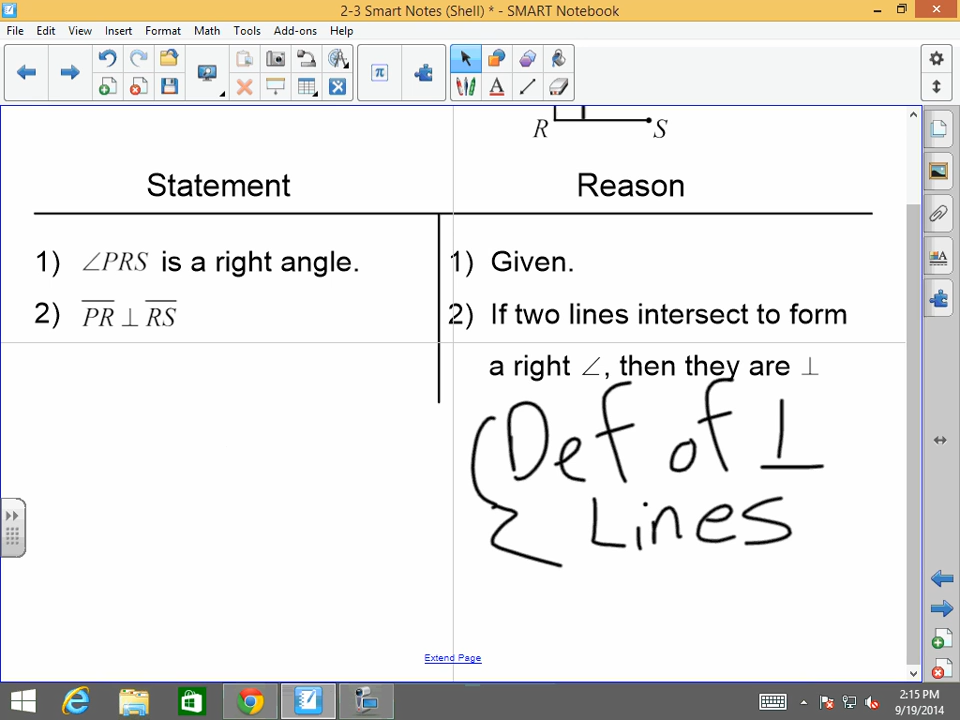 2-3 Smart Notes (Shell) * - SMART Notebook
File Edit View Insert Format Math Tools Add-ons Help
π
R S
Statement Reason
1) ∠PRS is a right angle. 1) Given.
2) PR ⊥ RS 2) If two lines intersect to form
a right ∠, then they are ⊥
(Def of ⊥
Lines
Extend Page
2:15 PM
9/19/2014